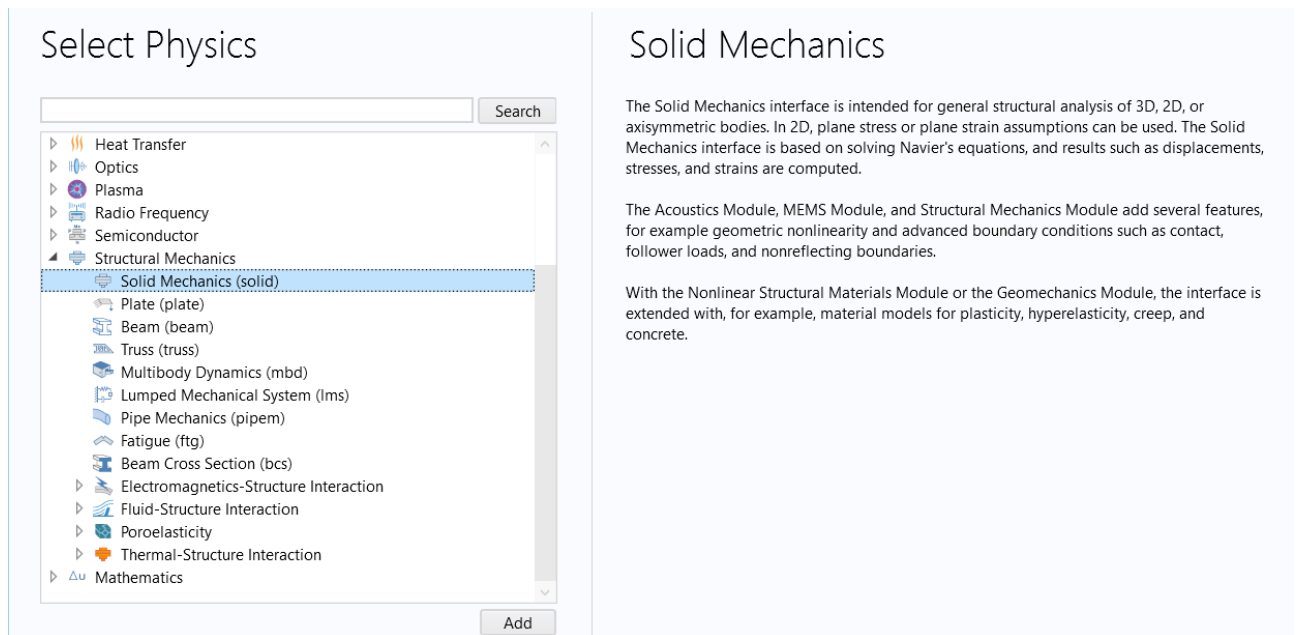 Select Physics
Search
Heat Transfer
Optics
Plasma
Radio Frequency
Semiconductor
Structural Mechanics
Solid Mechanics (solid)
Plate (plate)
Beam (beam)
Truss (truss)
Multibody Dynamics (mbd)
Lumped Mechanical System (lms)
Pipe Mechanics (pipem)
Fatigue (ftg)
Beam Cross Section (bcs)
Electromagnetics-Structure Interaction
Fluid-Structure Interaction
Poroelasticity
Thermal-Structure Interaction
Δu Mathematics
Add
Solid Mechanics
The Solid Mechanics interface is intended for general structural analysis of 3D, 2D, or
axisymmetric bodies. In 2D, plane stress or plane strain assumptions can be used. The Solid
Mechanics interface is based on solving Navier's equations, and results such as displacements,
stresses, and strains are computed.
The Acoustics Module, MEMS Module, and Structural Mechanics Module add several features,
for example geometric nonlinearity and advanced boundary conditions such as contact,
follower loads, and nonreflecting boundaries.
With the Nonlinear Structural Materials Module or the Geomechanics Module, the interface is
extended with, for example, material models for plasticity, hyperelasticity, creep, and
concrete.